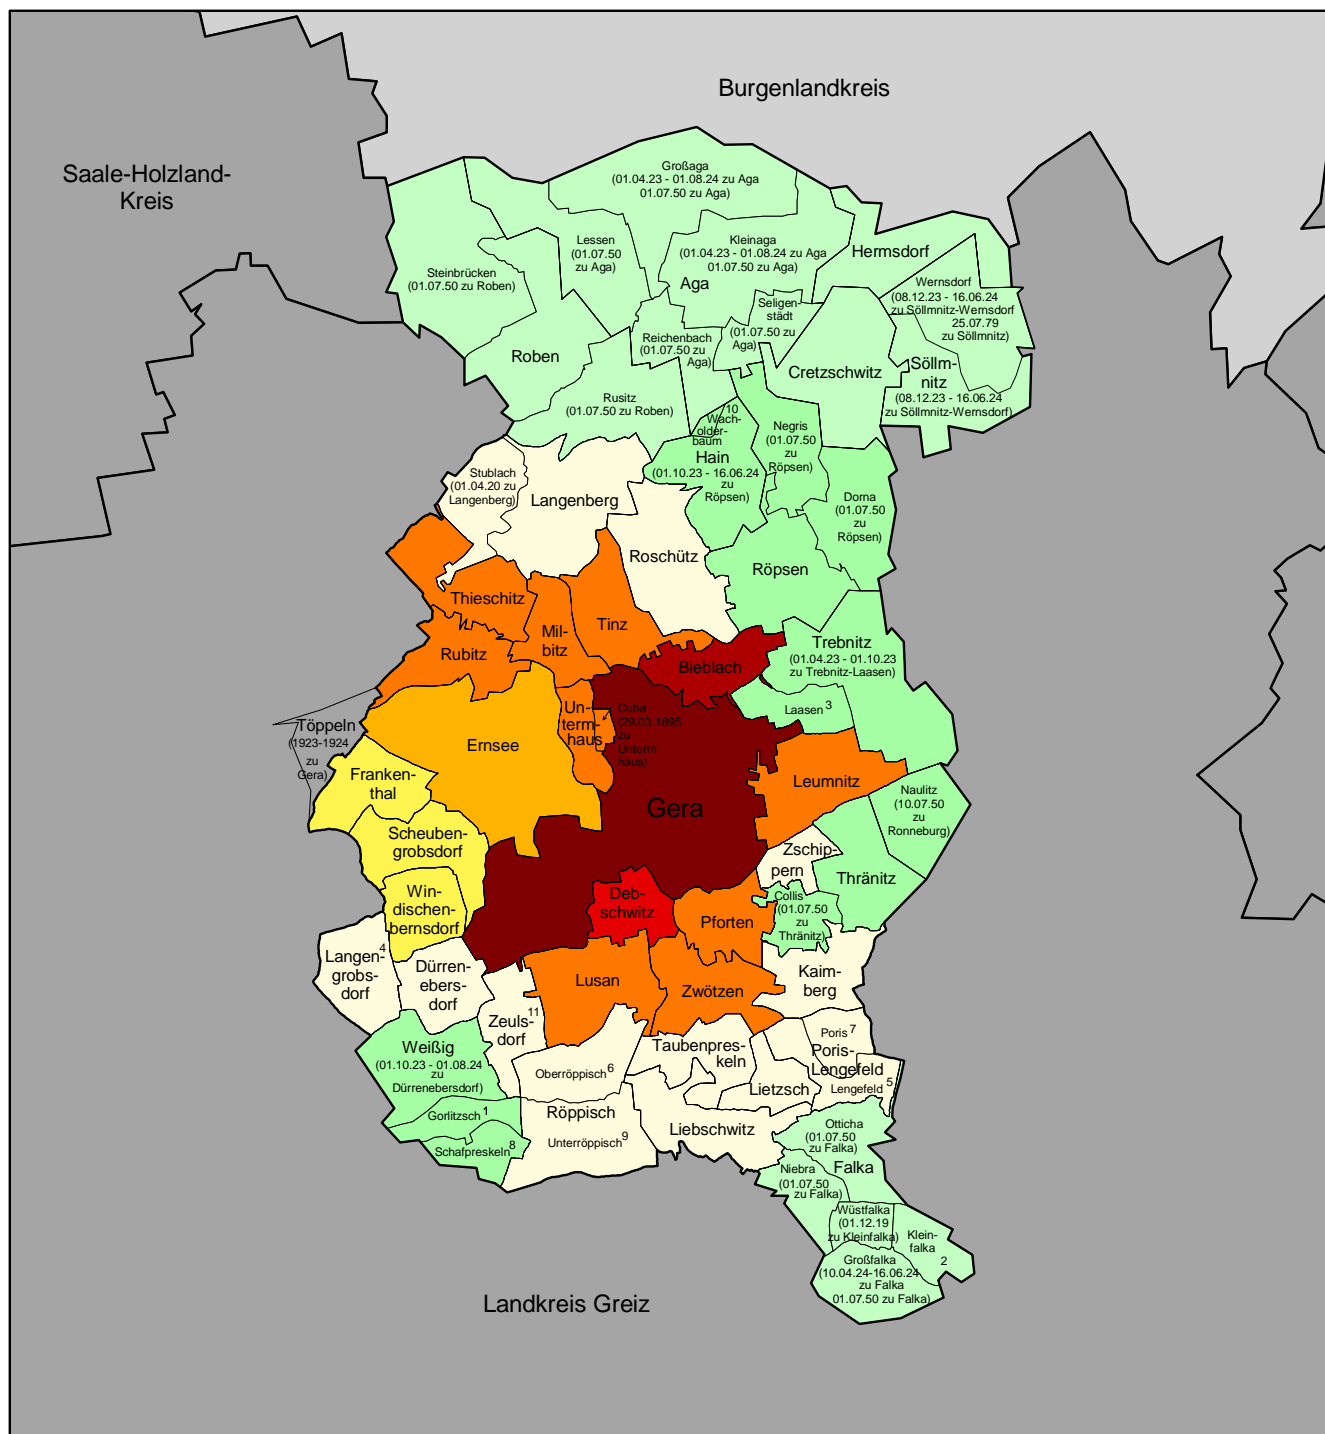 Burgenlandkreis
Saale-Holzland-
Kreis
Großaga
(01.04.23 - 01.08.24 zu Aga
01.07.50 zu Aga)
Lessen
(01.07.50
zu Aga)
Kleinaga
(01.04.23 - 01.08.24 zu Aga
01.07.50 zu Aga)
Aga
Hermsdorf
Steinbrücken
(01.07.50 zu Roben)
Wernsdorf
(08.12.23 - 16.06.24
zu Söllmnitz-Wernsdorf
25.07.79
zu Söllmnitz)
Seligen-
städt
(01.07.50 zu
Aga)
Reichenbach
(01.07.50 zu
Aga)
Roben
Cretzschwitz
Söllm-
nitz
(08.12.23 - 16.06.24
zu Söllmnitz-Wernsdorf)
Rusitz
(01.07.50 zu Roben)
10
Wach-
older-
baum
Negris
(01.07.50
zu
Röpsen)
Hain
(01.10.23 - 16.06.24
zu
Röpsen)
Stublach
(01.04.20 zu
Langenberg)
Langenberg
Dorna
(01.07.50
zu
Röpsen)
Roschütz
Röpsen
Thieschitz
Tinz
Mil-
bitz
Rubitz
Bieblach
Trebnitz
(01.04.23 - 01.10.23
zu Trebnitz-Laasen)
Laasen 3
Un-
term-
haus
Cuba
(29.03.1895
zu
Unterm-
haus)
Töppeln
(1923-1924
zu
Gera)
Ernsee
Franken-
thal
Leumnitz
Naulitz
(10.07.50
zu
Ronneburg)
Gera
Scheuben-
grobsdorf
Zschip-
pern
Thränitz
Win-
dischen-
bernsdorf
Deb-
schwitz
Collis
(01.07.50
zu
Thränitz)
Pforten
Langen- 4
grobs-
dorf
Dürren-
ebers-
dorf
Kaim-
berg
Lusan
Zwötzen
Zeuls- 11
dorf
Weißig
(01.10.23 - 01.08.24
zu
Dürrenebersdorf)
Taubenpres-
keln
Poris 7
Poris-
Lengefeld
Lengefeld 5
Oberröppisch 6
Lietzsch
Gorlitzsch 1
Röppisch
Unterröppisch 9
Liebschwitz
Schafpreskeln 8
Otticha
(01.07.50
zu Falka)
Falka
Niebra
(01.07.50
zu Falka)
Wüstfalka
(01.12.19
zu Kleinfalka)
Klein-
falka
2
Großfalka
(10.04.24-16.06.24
zu Falka
01.07.50 zu Falka)
Landkreis Greiz